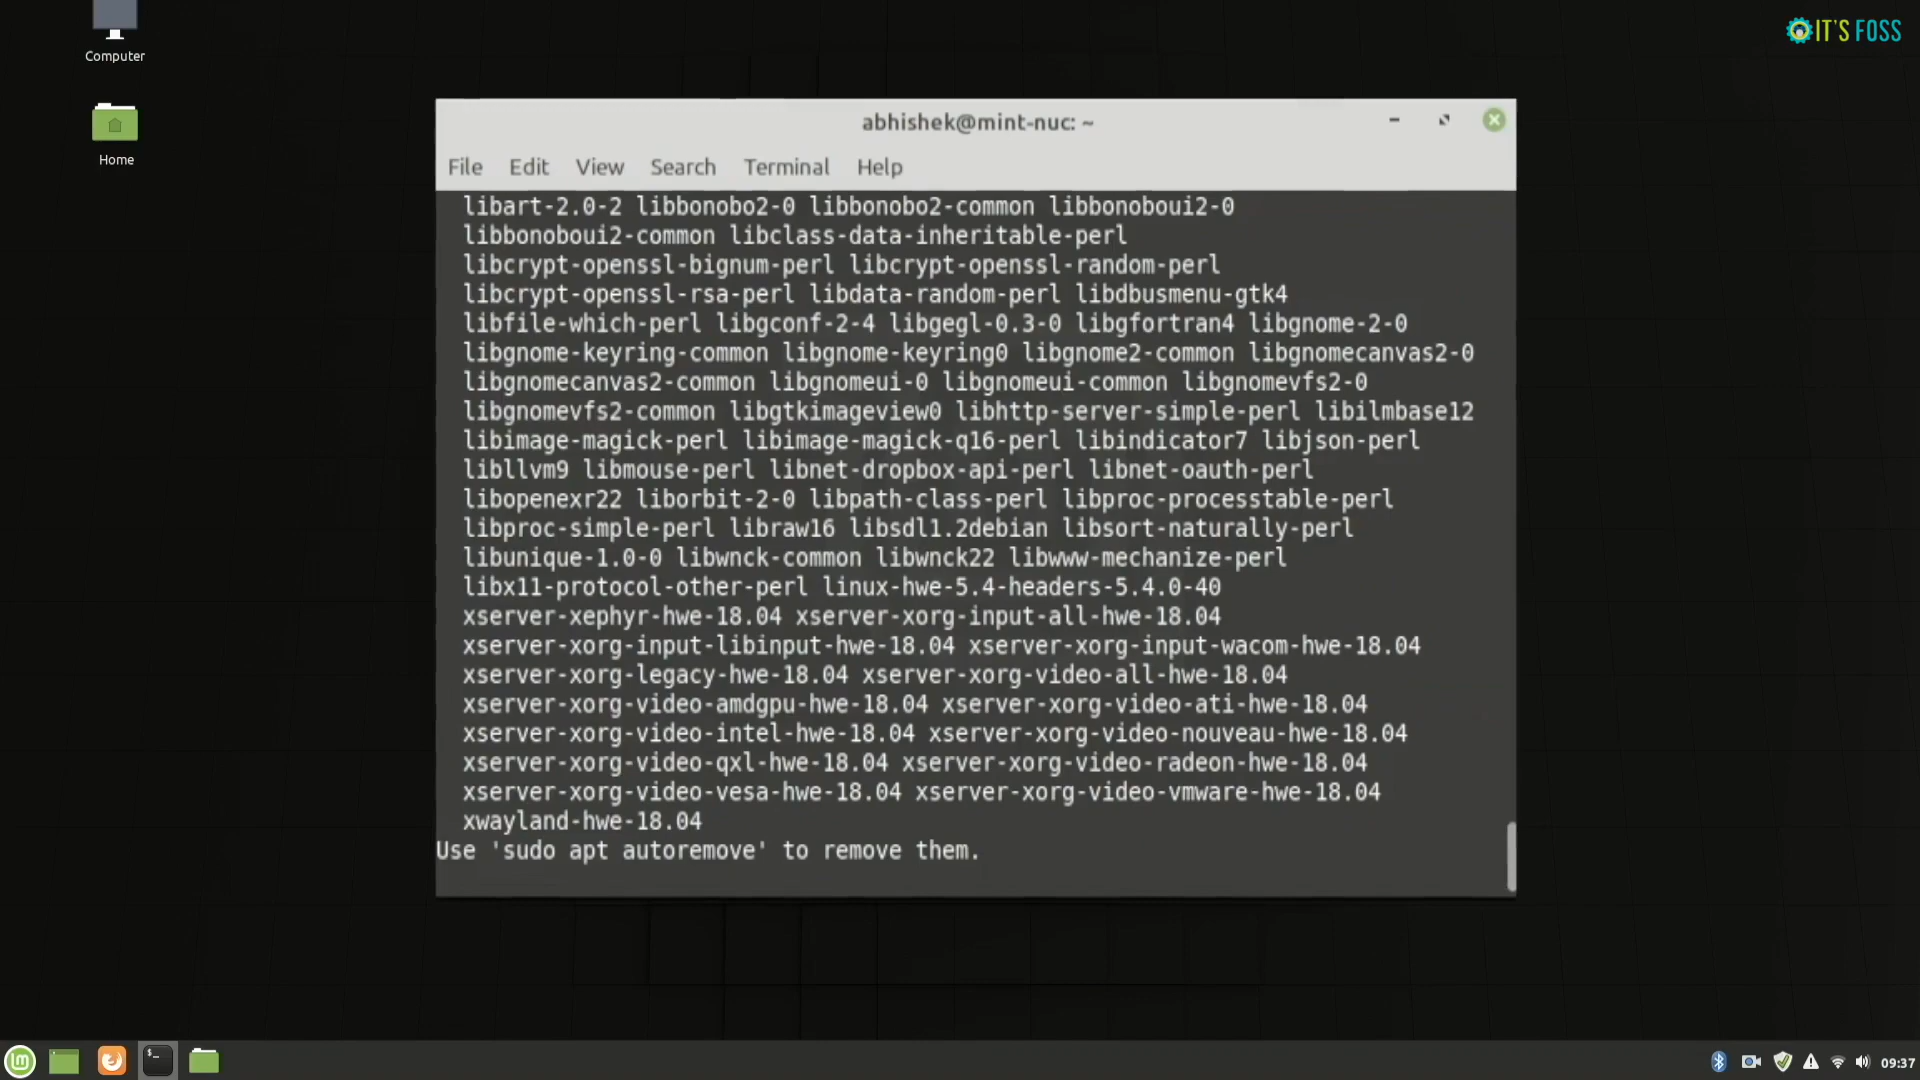 IT'S FOSS
Computer
Home
abhishek@mint-nuc: ~
File Edit View Search Terminal Help
libart-2.0-2 libbonobo2-0 libbonobo2-common libbonoboui2-0
libbonoboui2-common libclass-data-inheritable-perl
libcrypt-openssl-bignum-perl libcrypt-openssl-random-perl
libcrypt-openssl-rsa-perl libdata-random-perl libdbusmenu-gtk4
libfile-which-perl libgconf-2-4 libgegl-0.3-0 libgfortran4 libgnome-2-0
libgnome-keyring-common libgnome-keyring0 libgnome2-common libgnomecanvas2-0
libgnomecanvas2-common libgnomeui-0 libgnomeui-common libgnomevfs2-0
libgnomevfs2-common libgtkimageview0 libhttp-server-simple-perl libilmbase12
libimage-magick-perl libimage-magick-q16-perl libindicator7 libjson-perl
libllvm9 libmouse-perl libnet-dropbox-api-perl libnet-oauth-perl
libopenexr22 liborbit-2-0 libpath-class-perl libproc-processtable-perl
libproc-simple-perl libraw16 libsdl1.2debian libsort-naturally-perl
libunique-1.0-0 libwnck-common libwnck22 libwww-mechanize-perl
libx11-protocol-other-perl linux-hwe-5.4-headers-5.4.0-40
xserver-xephyr-hwe-18.04 xserver-xorg-input-all-hwe-18.04
xserver-xorg-input-libinput-hwe-18.04 xserver-xorg-input-wacom-hwe-18.04
xserver-xorg-legacy-hwe-18.04 xserver-xorg-video-all-hwe-18.04
xserver-xorg-video-amdgpu-hwe-18.04 xserver-xorg-video-ati-hwe-18.04
xserver-xorg-video-intel-hwe-18.04 xserver-xorg-video-nouveau-hwe-18.04
xserver-xorg-video-qxl-hwe-18.04 xserver-xorg-video-radeon-hwe-18.04
xserver-xorg-video-vesa-hwe-18.04 xserver-xorg-video-vmware-hwe-18.04
xwayland-hwe-18.04
Use 'sudo apt autoremove' to remove them.
09:37